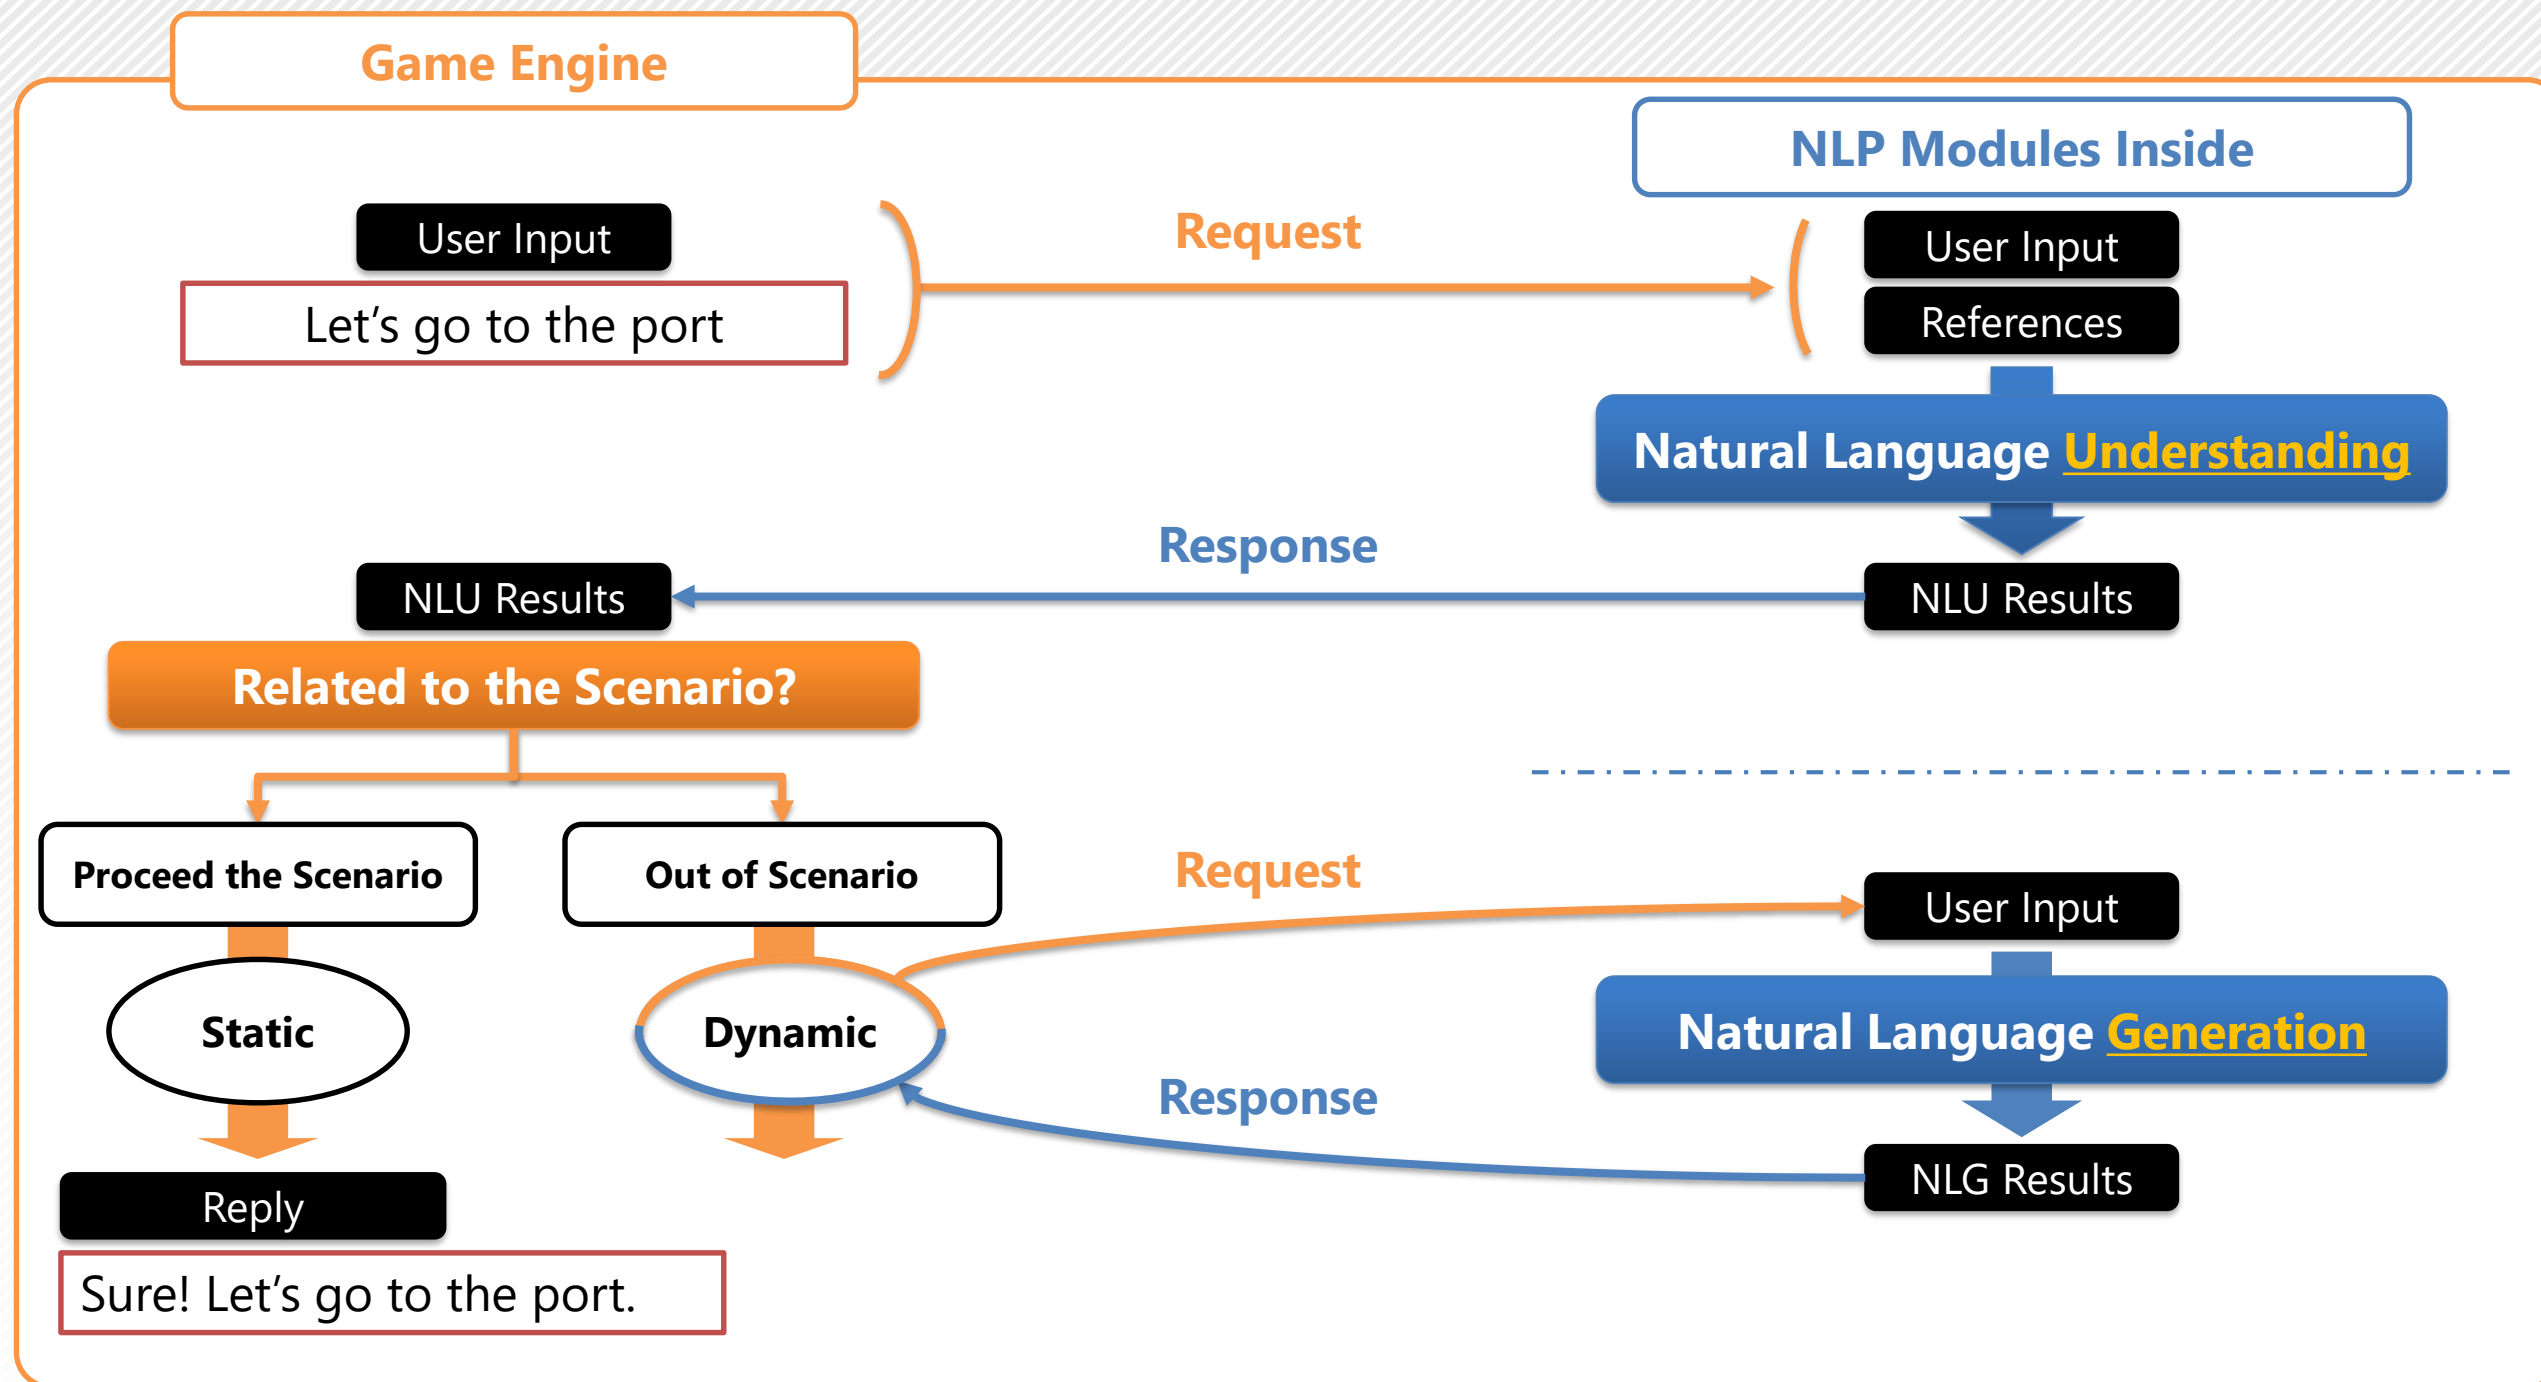 Game Engine
NLP Modules Inside
User Input
Let’s go to the port
Request
User Input
References
Natural Language Understanding
Response
NLU Results
NLU Results
Related to the Scenario?
Proceed the Scenario
Out of Scenario
Request
User Input
Static
Dynamic
Natural Language Generation
Response
NLG Results
Reply
Sure! Let’s go to the port.